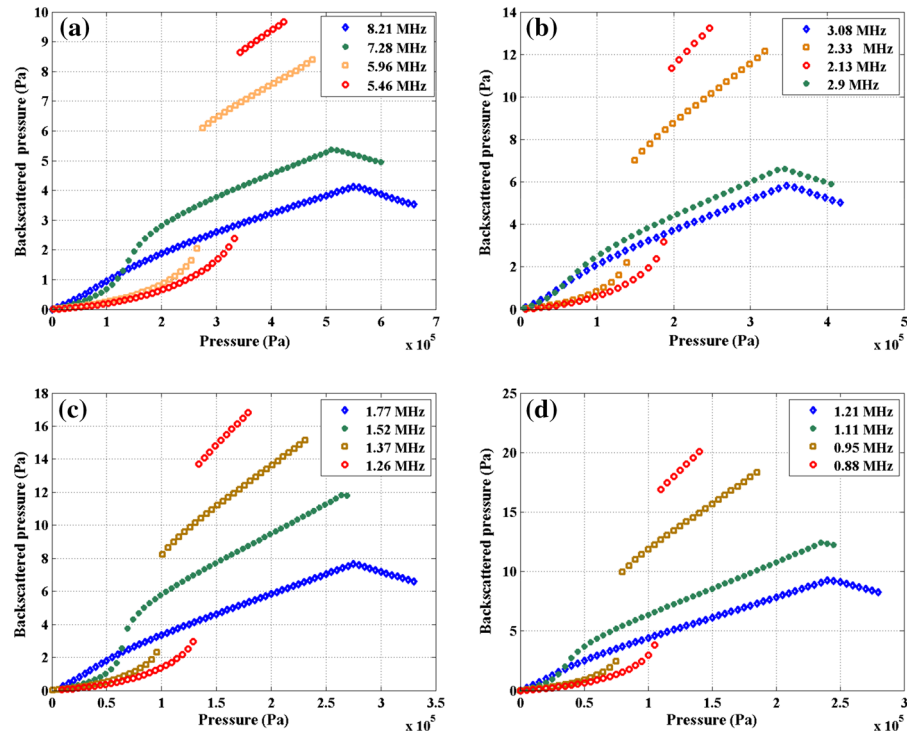 (a)
8.21 MHz
7.28 MHz
5.96 MHz
5.46 MHz
Backscattered pressure (Pa)
10
9
8
7
6
5
4
3
2
1
0
0 1 2 3 4 5 6 7
Pressure (Pa)
x 10^5
(b)
3.08 MHz
2.33 MHz
2.13 MHz
2.9 MHz
Backscattered pressure (Pa)
14
12
10
8
6
4
2
0
0 1 2 3 4 5
Pressure (Pa)
x 10^5
(c)
1.77 MHz
1.52 MHz
1.37 MHz
1.26 MHz
Backscattered pressure (Pa)
18
16
14
12
10
8
6
4
2
0
0 0.5 1 1.5 2 2.5 3 3.5
Pressure (Pa)
x 10^5
(d)
1.21 MHz
1.11 MHz
0.95 MHz
0.88 MHz
Backscattered pressure (Pa)
25
20
15
10
5
0
0 0.5 1 1.5 2 2.5 3
Pressure (Pa)
x 10^5